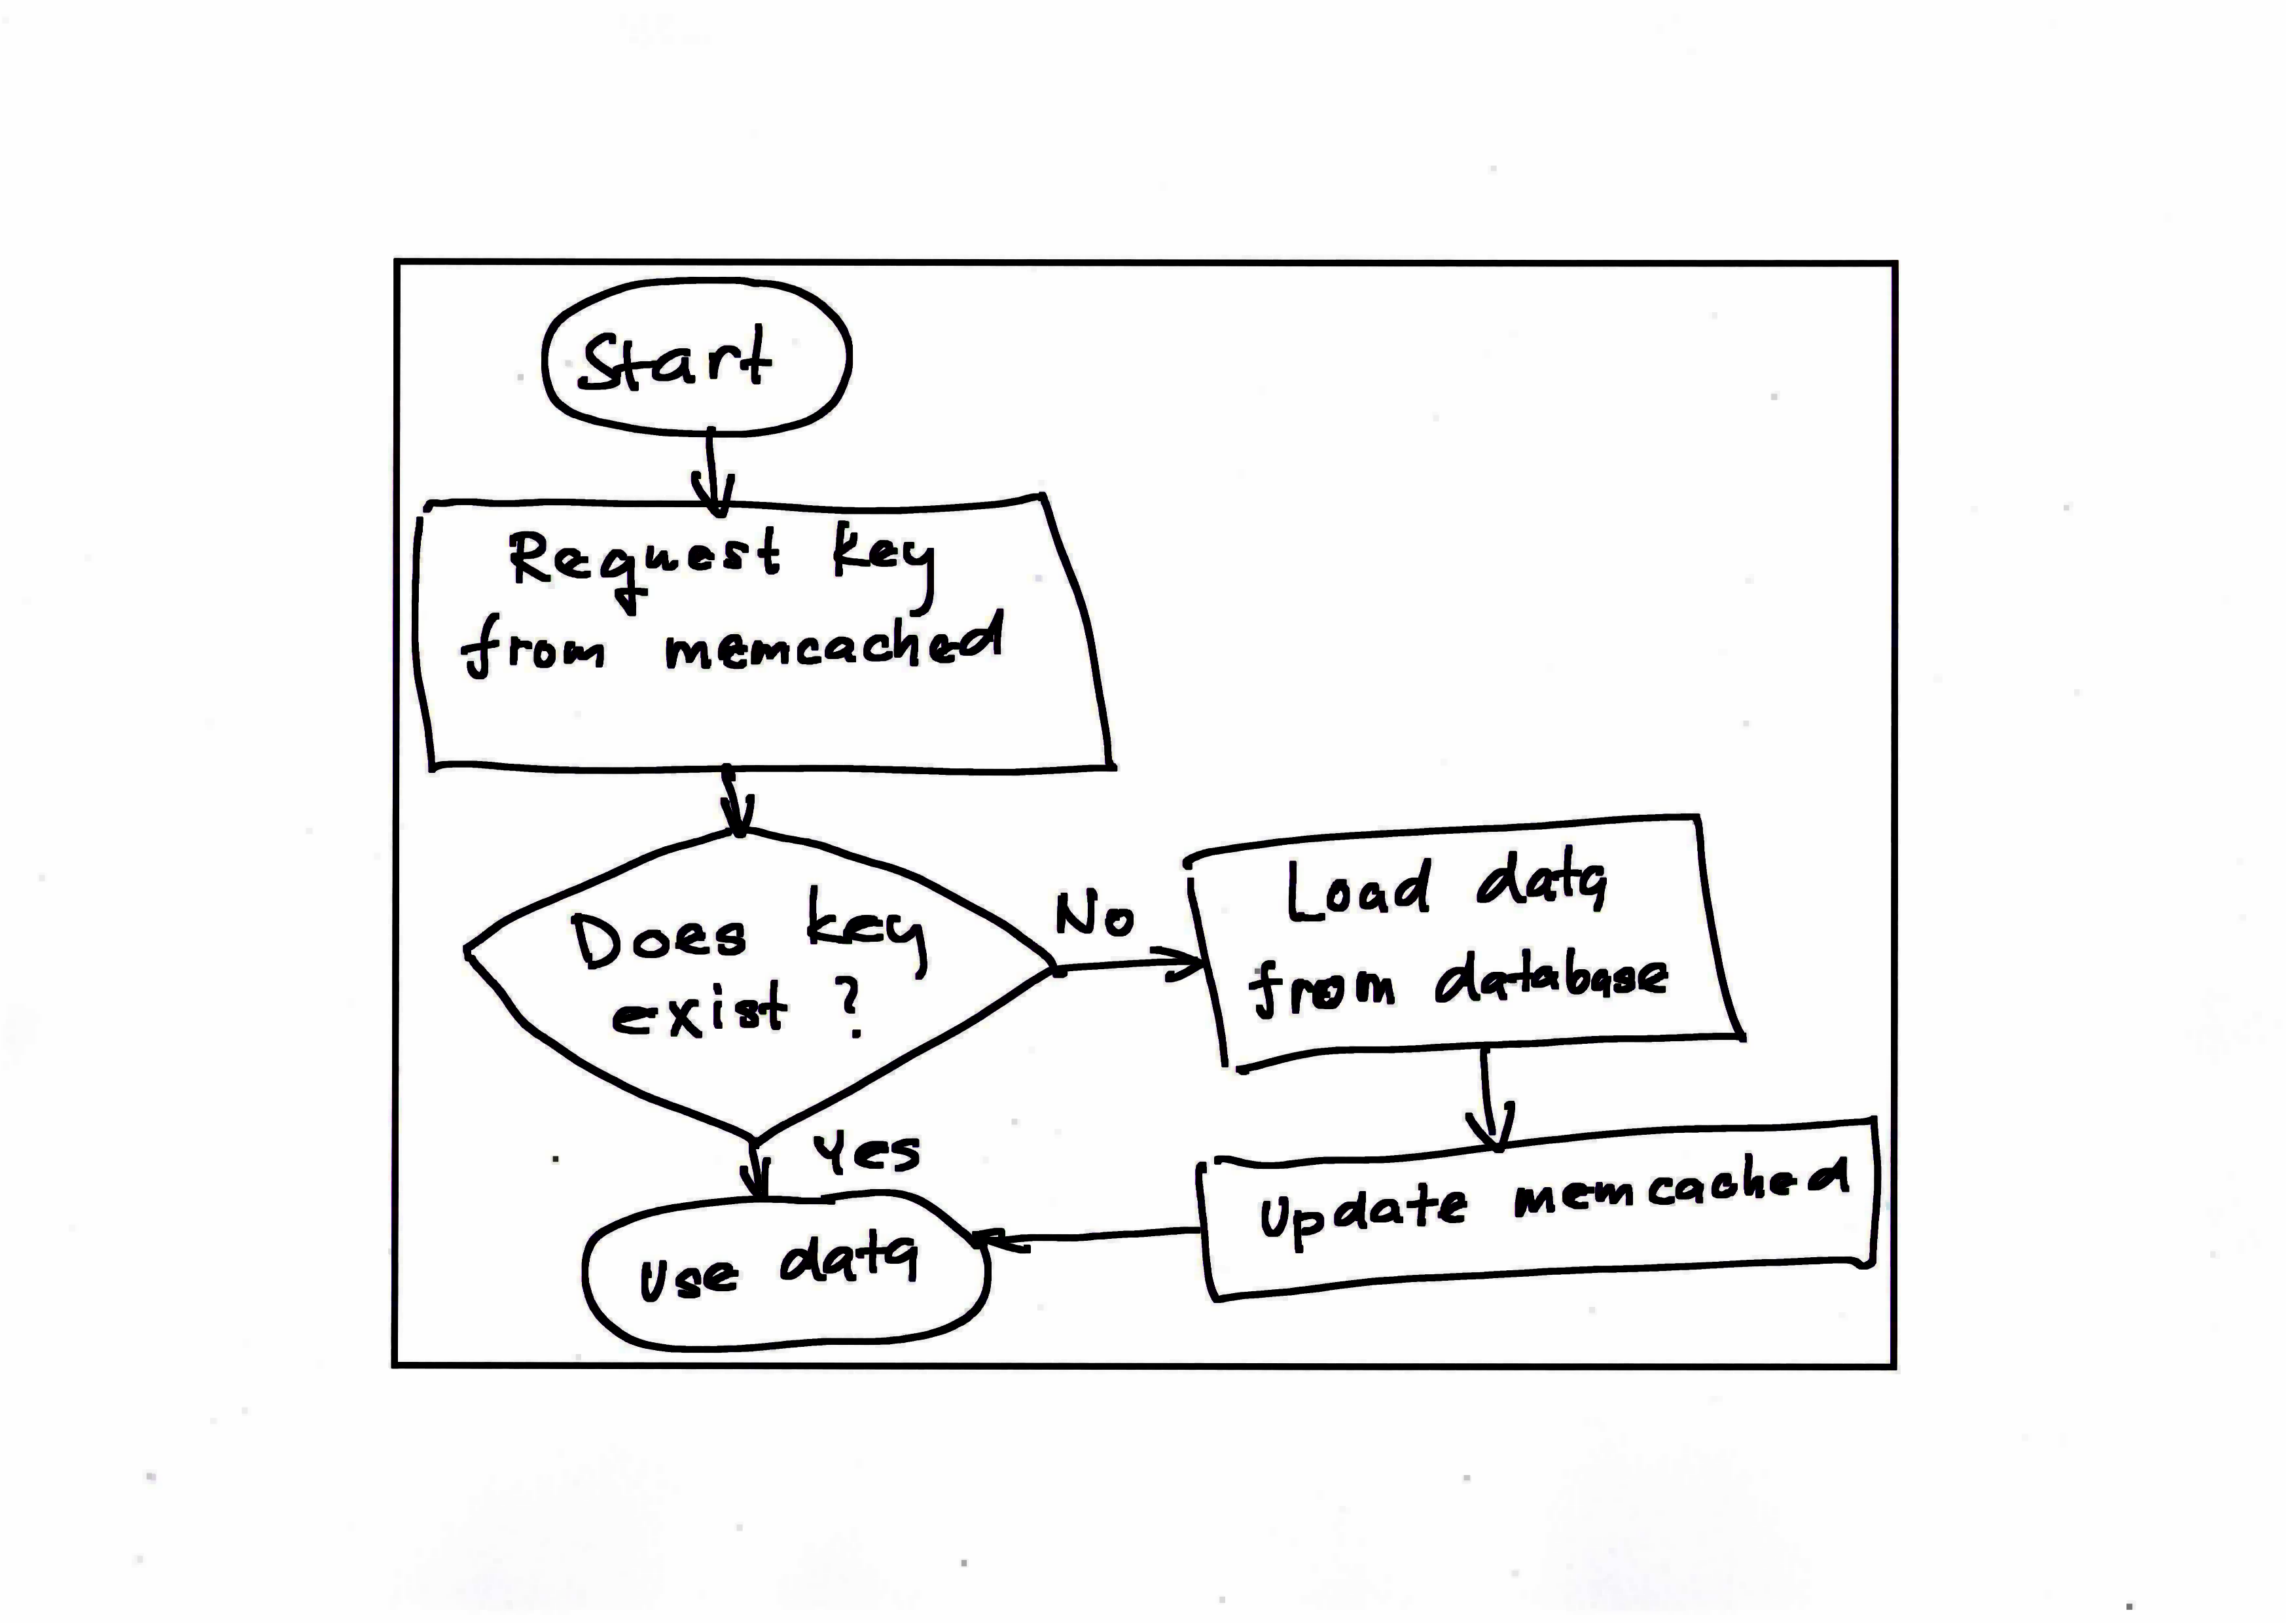 Start
Request key
from memcached
Does key
exist ?
No
Load data
from database
Yes
Update memcached
Use data